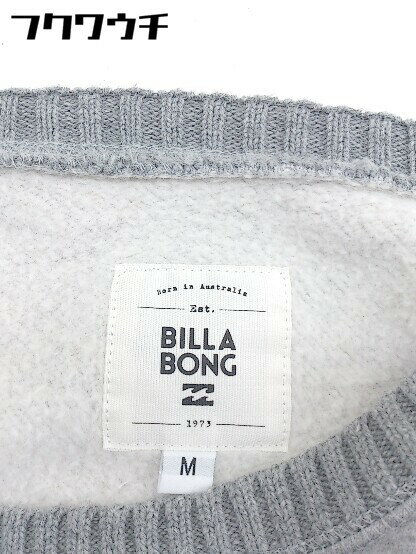 フクワウチ
Born in Australia
Est.
BILLA
BONG
1973
M